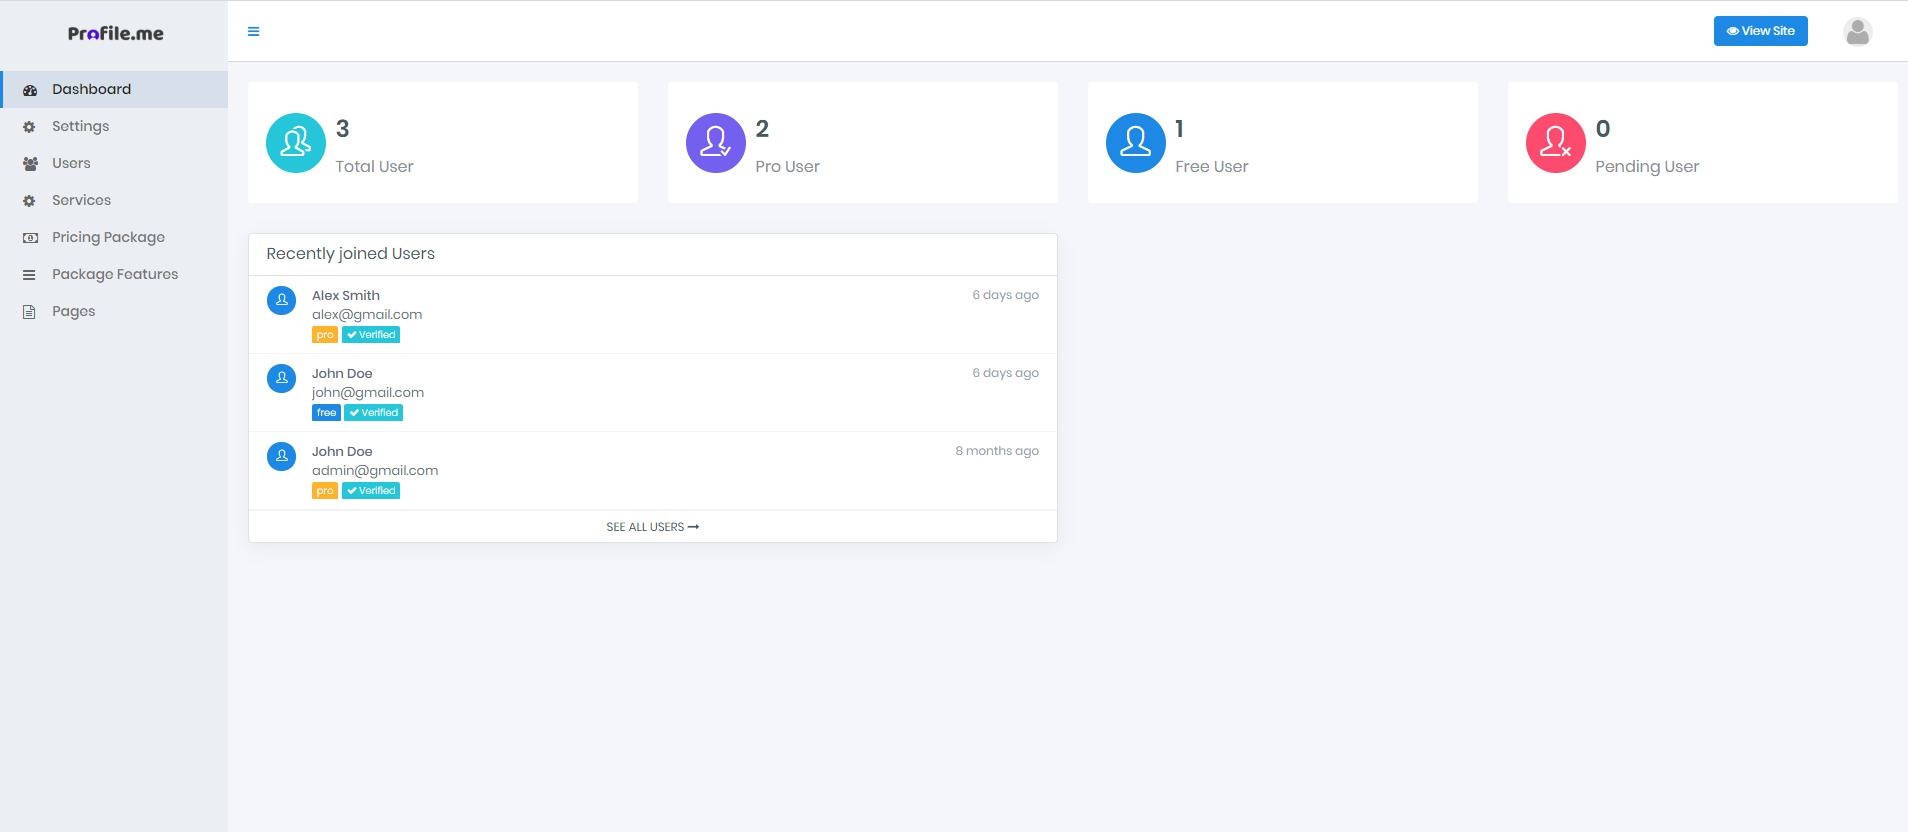 Profile.me
View Site
Dashboard
Settings
Users
Services
Pricing Package
Package Features
Pages
3
Total User
2
Pro User
1
Free User
0
Pending User
Recently joined Users
Alex Smith
6 days ago
alex@gmail.com
pro Verified
John Doe
6 days ago
john@gmail.com
free Verified
John Doe
8 months ago
admin@gmail.com
pro Verified
SEE ALL USERS